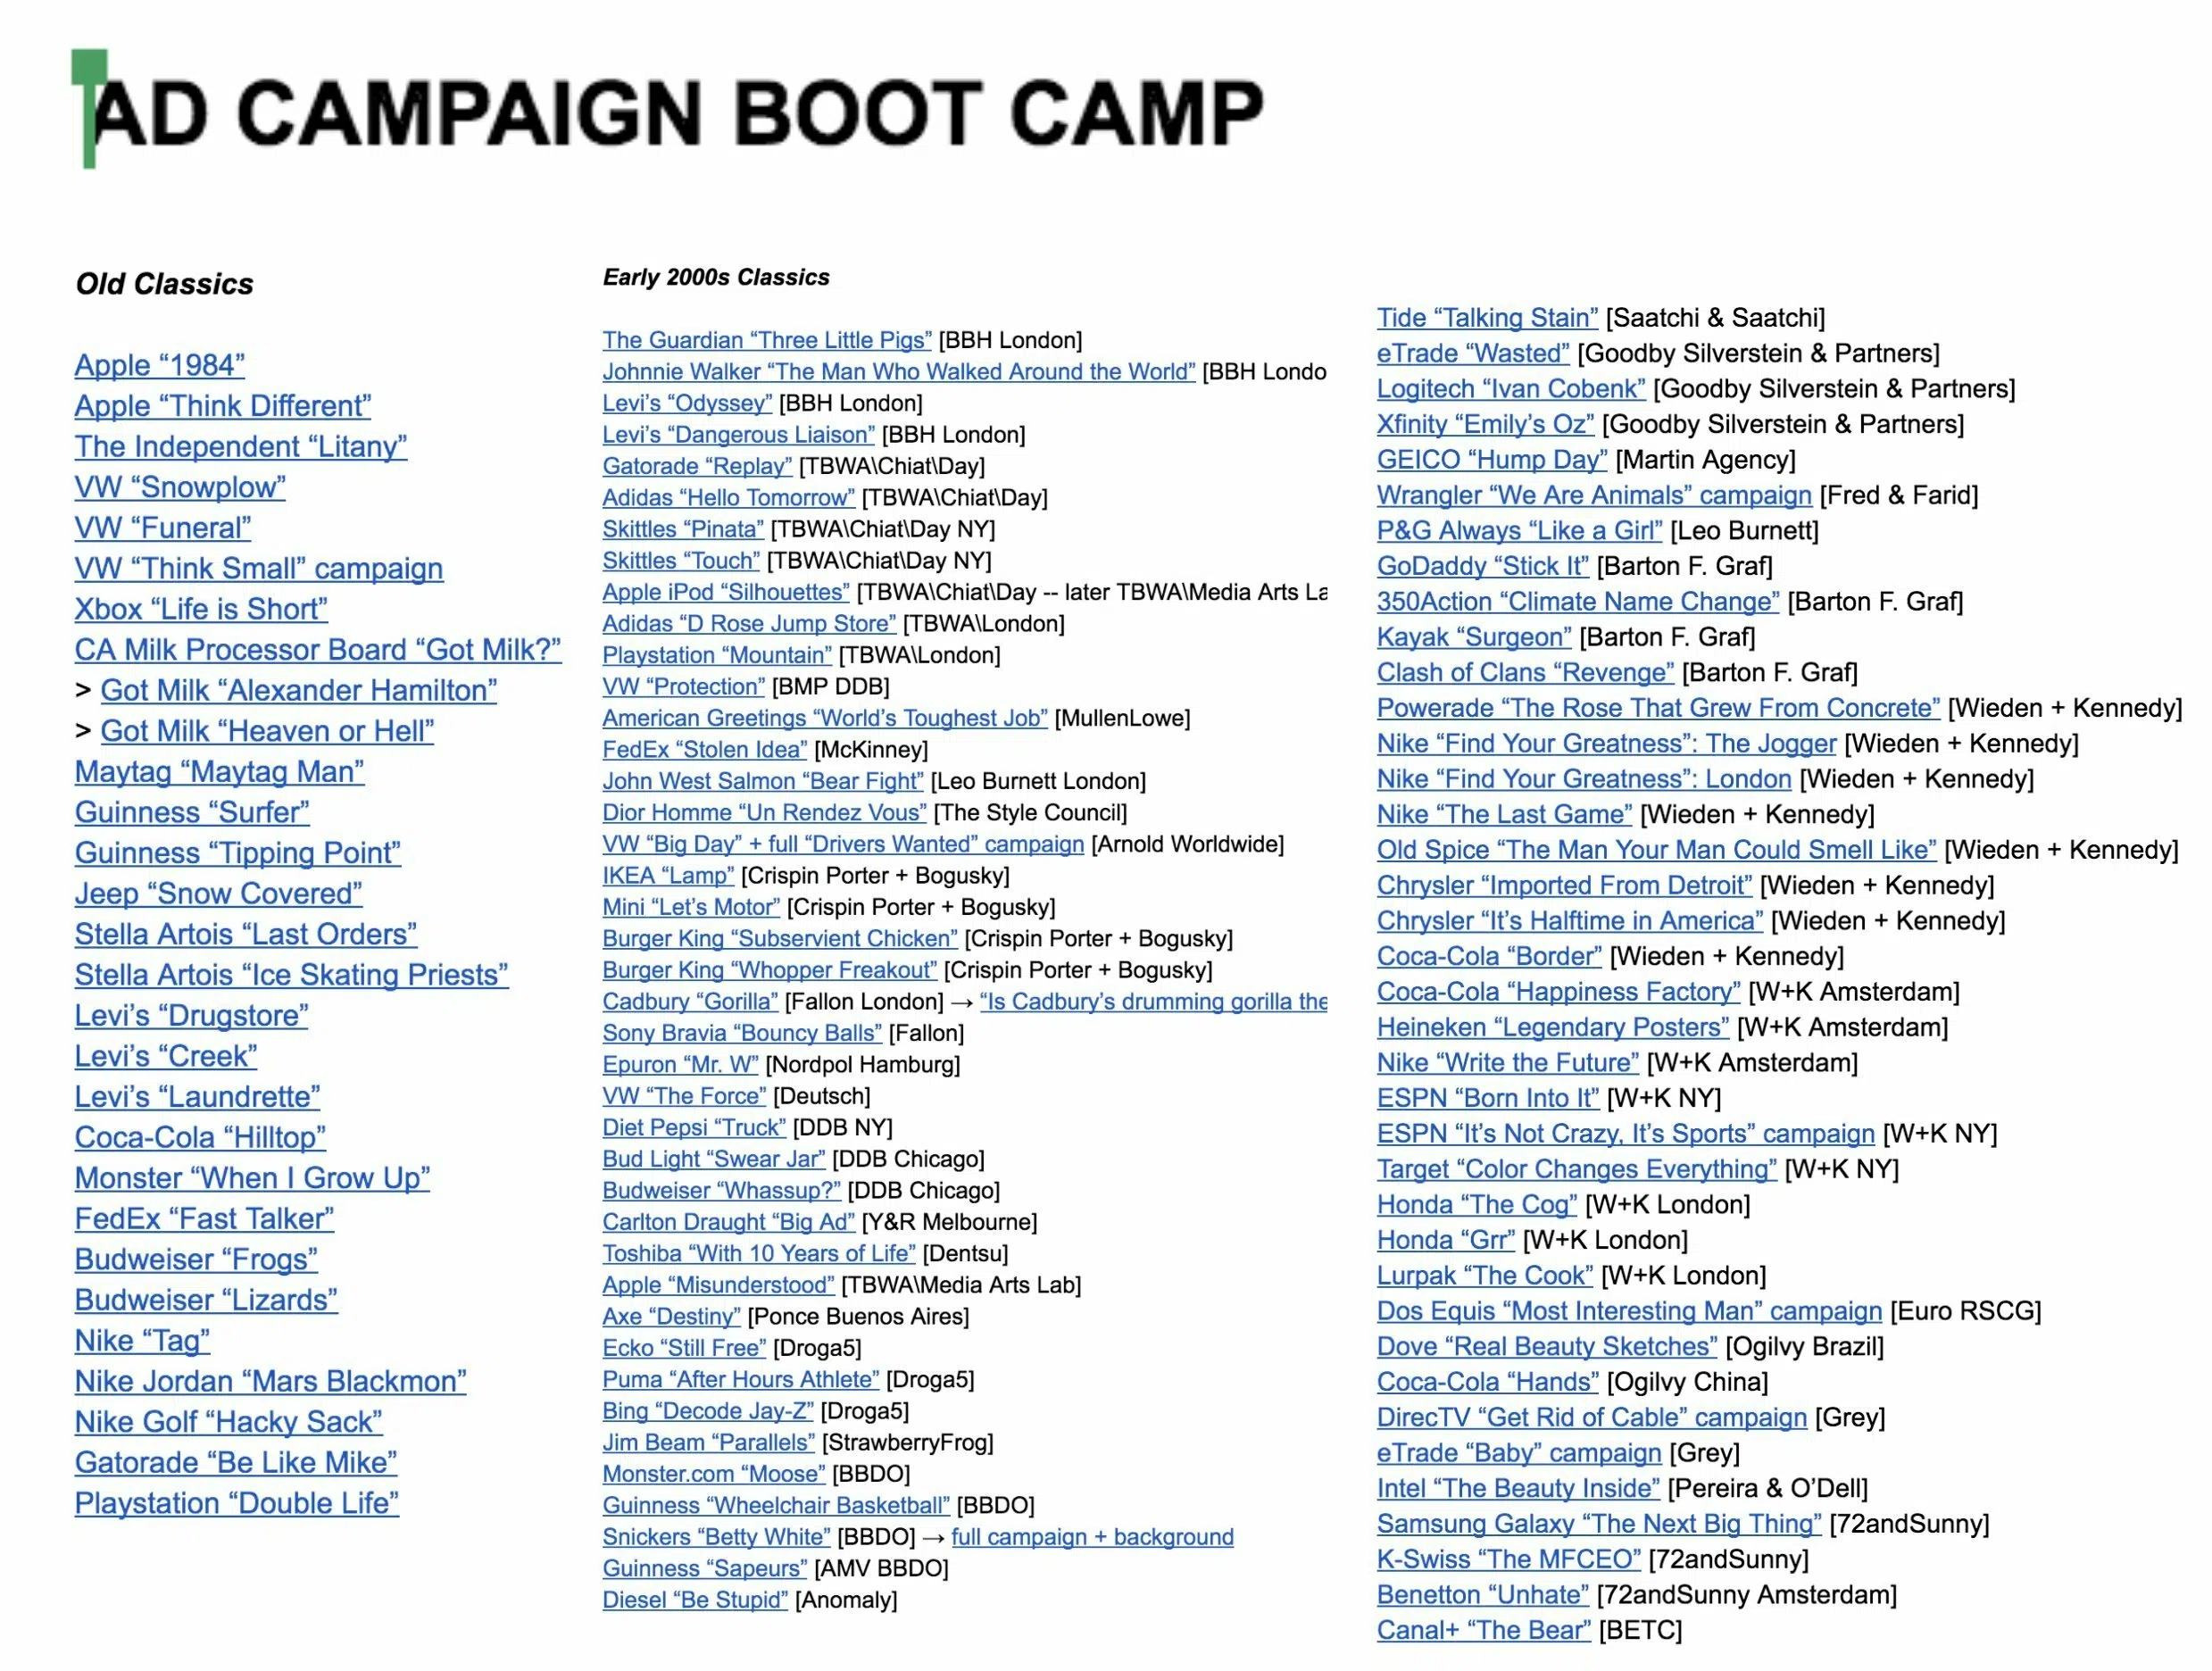 AD CAMPAIGN BOOT CAMP
Old Classics
Apple “1984”
Apple “Think Different”
The Independent “Litany”
VW “Snowplow”
VW “Funeral”
VW “Think Small” campaign
Xbox “Life is Short”
CA Milk Processor Board “Got Milk?”
> Got Milk “Alexander Hamilton”
> Got Milk “Heaven or Hell”
Maytag “Maytag Man”
Guinness “Surfer”
Guinness “Tipping Point”
Jeep “Snow Covered”
Stella Artois “Last Orders”
Stella Artois “Ice Skating Priests”
Levi’s “Drugstore”
Levi’s “Creek”
Levi’s “Laundrette”
Coca-Cola “Hilltop”
Monster “When I Grow Up”
FedEx “Fast Talker”
Budweiser “Frogs”
Budweiser “Lizards”
Nike “Tag”
Nike Jordan “Mars Blackmon”
Nike Golf “Hacky Sack”
Gatorade “Be Like Mike”
Playstation “Double Life”
Early 2000s Classics
The Guardian “Three Little Pigs” [BBH London]
Johnnie Walker “The Man Who Walked Around the World” [BBH Londo
Levi’s “Odyssey” [BBH London]
Levi’s “Dangerous Liaison” [BBH London]
Gatorade “Replay” [TBWA\Chiat\Day]
Adidas “Hello Tomorrow” [TBWA\Chiat\Day]
Skittles “Pinata” [TBWA\Chiat\Day NY]
Skittles “Touch” [TBWA\Chiat\Day NY]
Apple iPod “Silhouettes” [TBWA\Chiat\Day -- later TBWA\Media Arts La
Adidas “D Rose Jump Store” [TBWA\London]
Playstation “Mountain” [TBWA\London]
VW “Protection” [BMP DDB]
American Greetings “World’s Toughest Job” [MullenLowe]
FedEx “Stolen Idea” [McKinney]
John West Salmon “Bear Fight” [Leo Burnett London]
Dior Homme “Un Rendez Vous” [The Style Council]
VW “Big Day” + full “Drivers Wanted” campaign [Arnold Worldwide]
IKEA “Lamp” [Crispin Porter + Bogusky]
Mini “Let’s Motor” [Crispin Porter + Bogusky]
Burger King “Subservient Chicken” [Crispin Porter + Bogusky]
Burger King “Whopper Freakout” [Crispin Porter + Bogusky]
Cadbury “Gorilla” [Fallon London] → “Is Cadbury’s drumming gorilla the
Sony Bravia “Bouncy Balls” [Fallon]
Epuron “Mr. W” [Nordpol Hamburg]
VW “The Force” [Deutsch]
Diet Pepsi “Truck” [DDB NY]
Bud Light “Swear Jar” [DDB Chicago]
Budweiser “Whassup?” [DDB Chicago]
Carlton Draught “Big Ad” [Y&R Melbourne]
Toshiba “With 10 Years of Life” [Dentsu]
Apple “Misunderstood” [TBWA\Media Arts Lab]
Axe “Destiny” [Ponce Buenos Aires]
Ecko “Still Free” [Droga5]
Puma “After Hours Athlete” [Droga5]
Bing “Decode Jay-Z” [Droga5]
Jim Beam “Parallels” [StrawberryFrog]
Monster.com “Moose” [BBDO]
Guinness “Wheelchair Basketball” [BBDO]
Snickers “Betty White” [BBDO] → full campaign + background
Guinness “Sapeurs” [AMV BBDO]
Diesel “Be Stupid” [Anomaly]
Tide “Talking Stain” [Saatchi & Saatchi]
eTrade “Wasted” [Goodby Silverstein & Partners]
Logitech “Ivan Cobenk” [Goodby Silverstein & Partners]
Xfinity “Emily’s Oz” [Goodby Silverstein & Partners]
GEICO “Hump Day” [Martin Agency]
Wrangler “We Are Animals” campaign [Fred & Farid]
P&G Always “Like a Girl” [Leo Burnett]
GoDaddy “Stick It” [Barton F. Graf]
350Action “Climate Name Change” [Barton F. Graf]
Kayak “Surgeon” [Barton F. Graf]
Clash of Clans “Revenge” [Barton F. Graf]
Powerade “The Rose That Grew From Concrete” [Wieden + Kennedy]
Nike “Find Your Greatness”: The Jogger [Wieden + Kennedy]
Nike “Find Your Greatness”: London [Wieden + Kennedy]
Nike “The Last Game” [Wieden + Kennedy]
Old Spice “The Man Your Man Could Smell Like” [Wieden + Kennedy]
Chrysler “Imported From Detroit” [Wieden + Kennedy]
Chrysler “It’s Halftime in America” [Wieden + Kennedy]
Coca-Cola “Border” [Wieden + Kennedy]
Coca-Cola “Happiness Factory” [W+K Amsterdam]
Heineken “Legendary Posters” [W+K Amsterdam]
Nike “Write the Future” [W+K Amsterdam]
ESPN “Born Into It” [W+K NY]
ESPN “It’s Not Crazy, It’s Sports” campaign [W+K NY]
Target “Color Changes Everything” [W+K NY]
Honda “The Cog” [W+K London]
Honda “Grr” [W+K London]
Lurpak “The Cook” [W+K London]
Dos Equis “Most Interesting Man” campaign [Euro RSCG]
Dove “Real Beauty Sketches” [Ogilvy Brazil]
Coca-Cola “Hands” [Ogilvy China]
DirecTV “Get Rid of Cable” campaign [Grey]
eTrade “Baby” campaign [Grey]
Intel “The Beauty Inside” [Pereira & O’Dell]
Samsung Galaxy “The Next Big Thing” [72andSunny]
K-Swiss “The MFCEO” [72andSunny]
Benetton “Unhate” [72andSunny Amsterdam]
Canal+ “The Bear” [BETC]